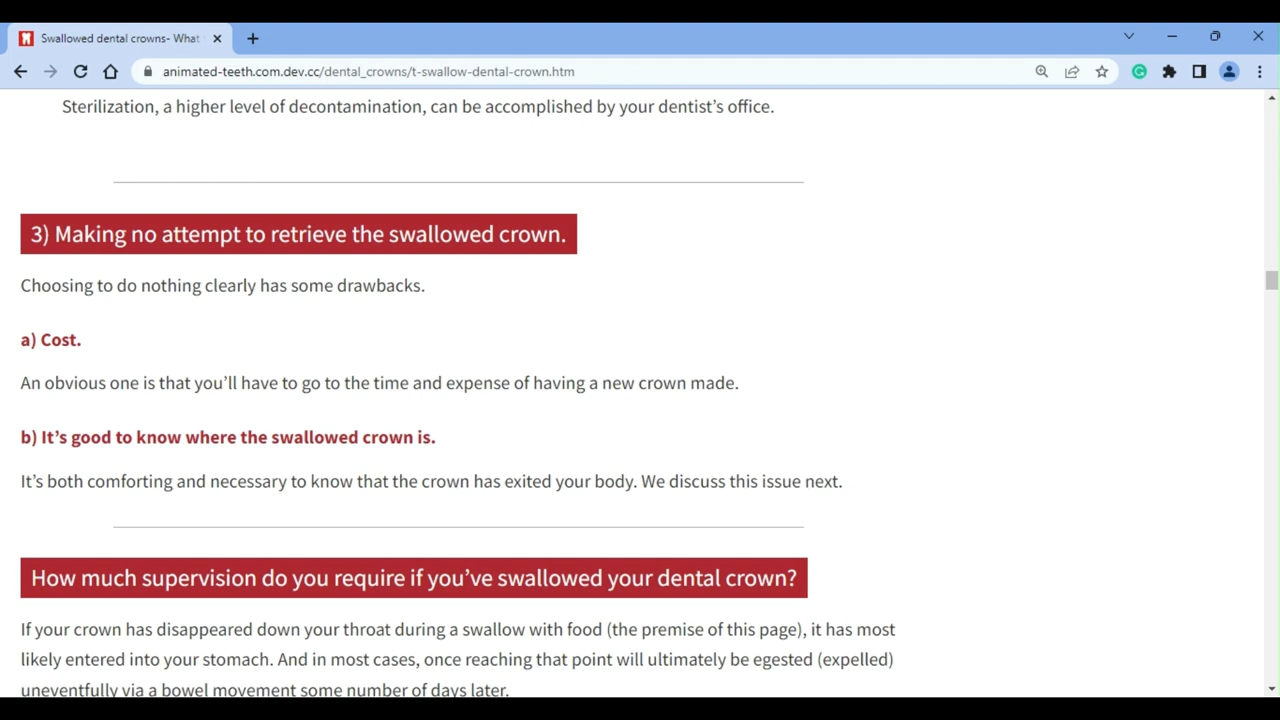 Swallowed dental crowns- What
animated-teeth.com.dev.cc/dental_crowns/t-swallow-dental-crown.htm
Sterilization, a higher level of decontamination, can be accomplished by your dentist’s office.
3) Making no attempt to retrieve the swallowed crown.
Choosing to do nothing clearly has some drawbacks.
a) Cost.
An obvious one is that you’ll have to go to the time and expense of having a new crown made.
b) It’s good to know where the swallowed crown is.
It’s both comforting and necessary to know that the crown has exited your body. We discuss this issue next.
How much supervision do you require if you’ve swallowed your dental crown?
If your crown has disappeared down your throat during a swallow with food (the premise of this page), it has most
likely entered into your stomach. And in most cases, once reaching that point will ultimately be egested (expelled)
uneventfully via a bowel movement some number of days later.